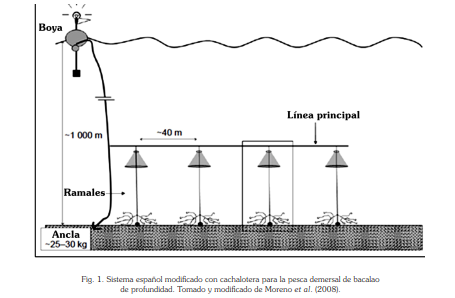 Boya
Línea principal
~40 m
~1 000 m
Ramales
Ancla
~25–30 kg
Fig. 1. Sistema español modificado con cachalotera para la pesca demersal de bacalao
de profundidad. Tomado y modificado de Moreno et al. (2008).